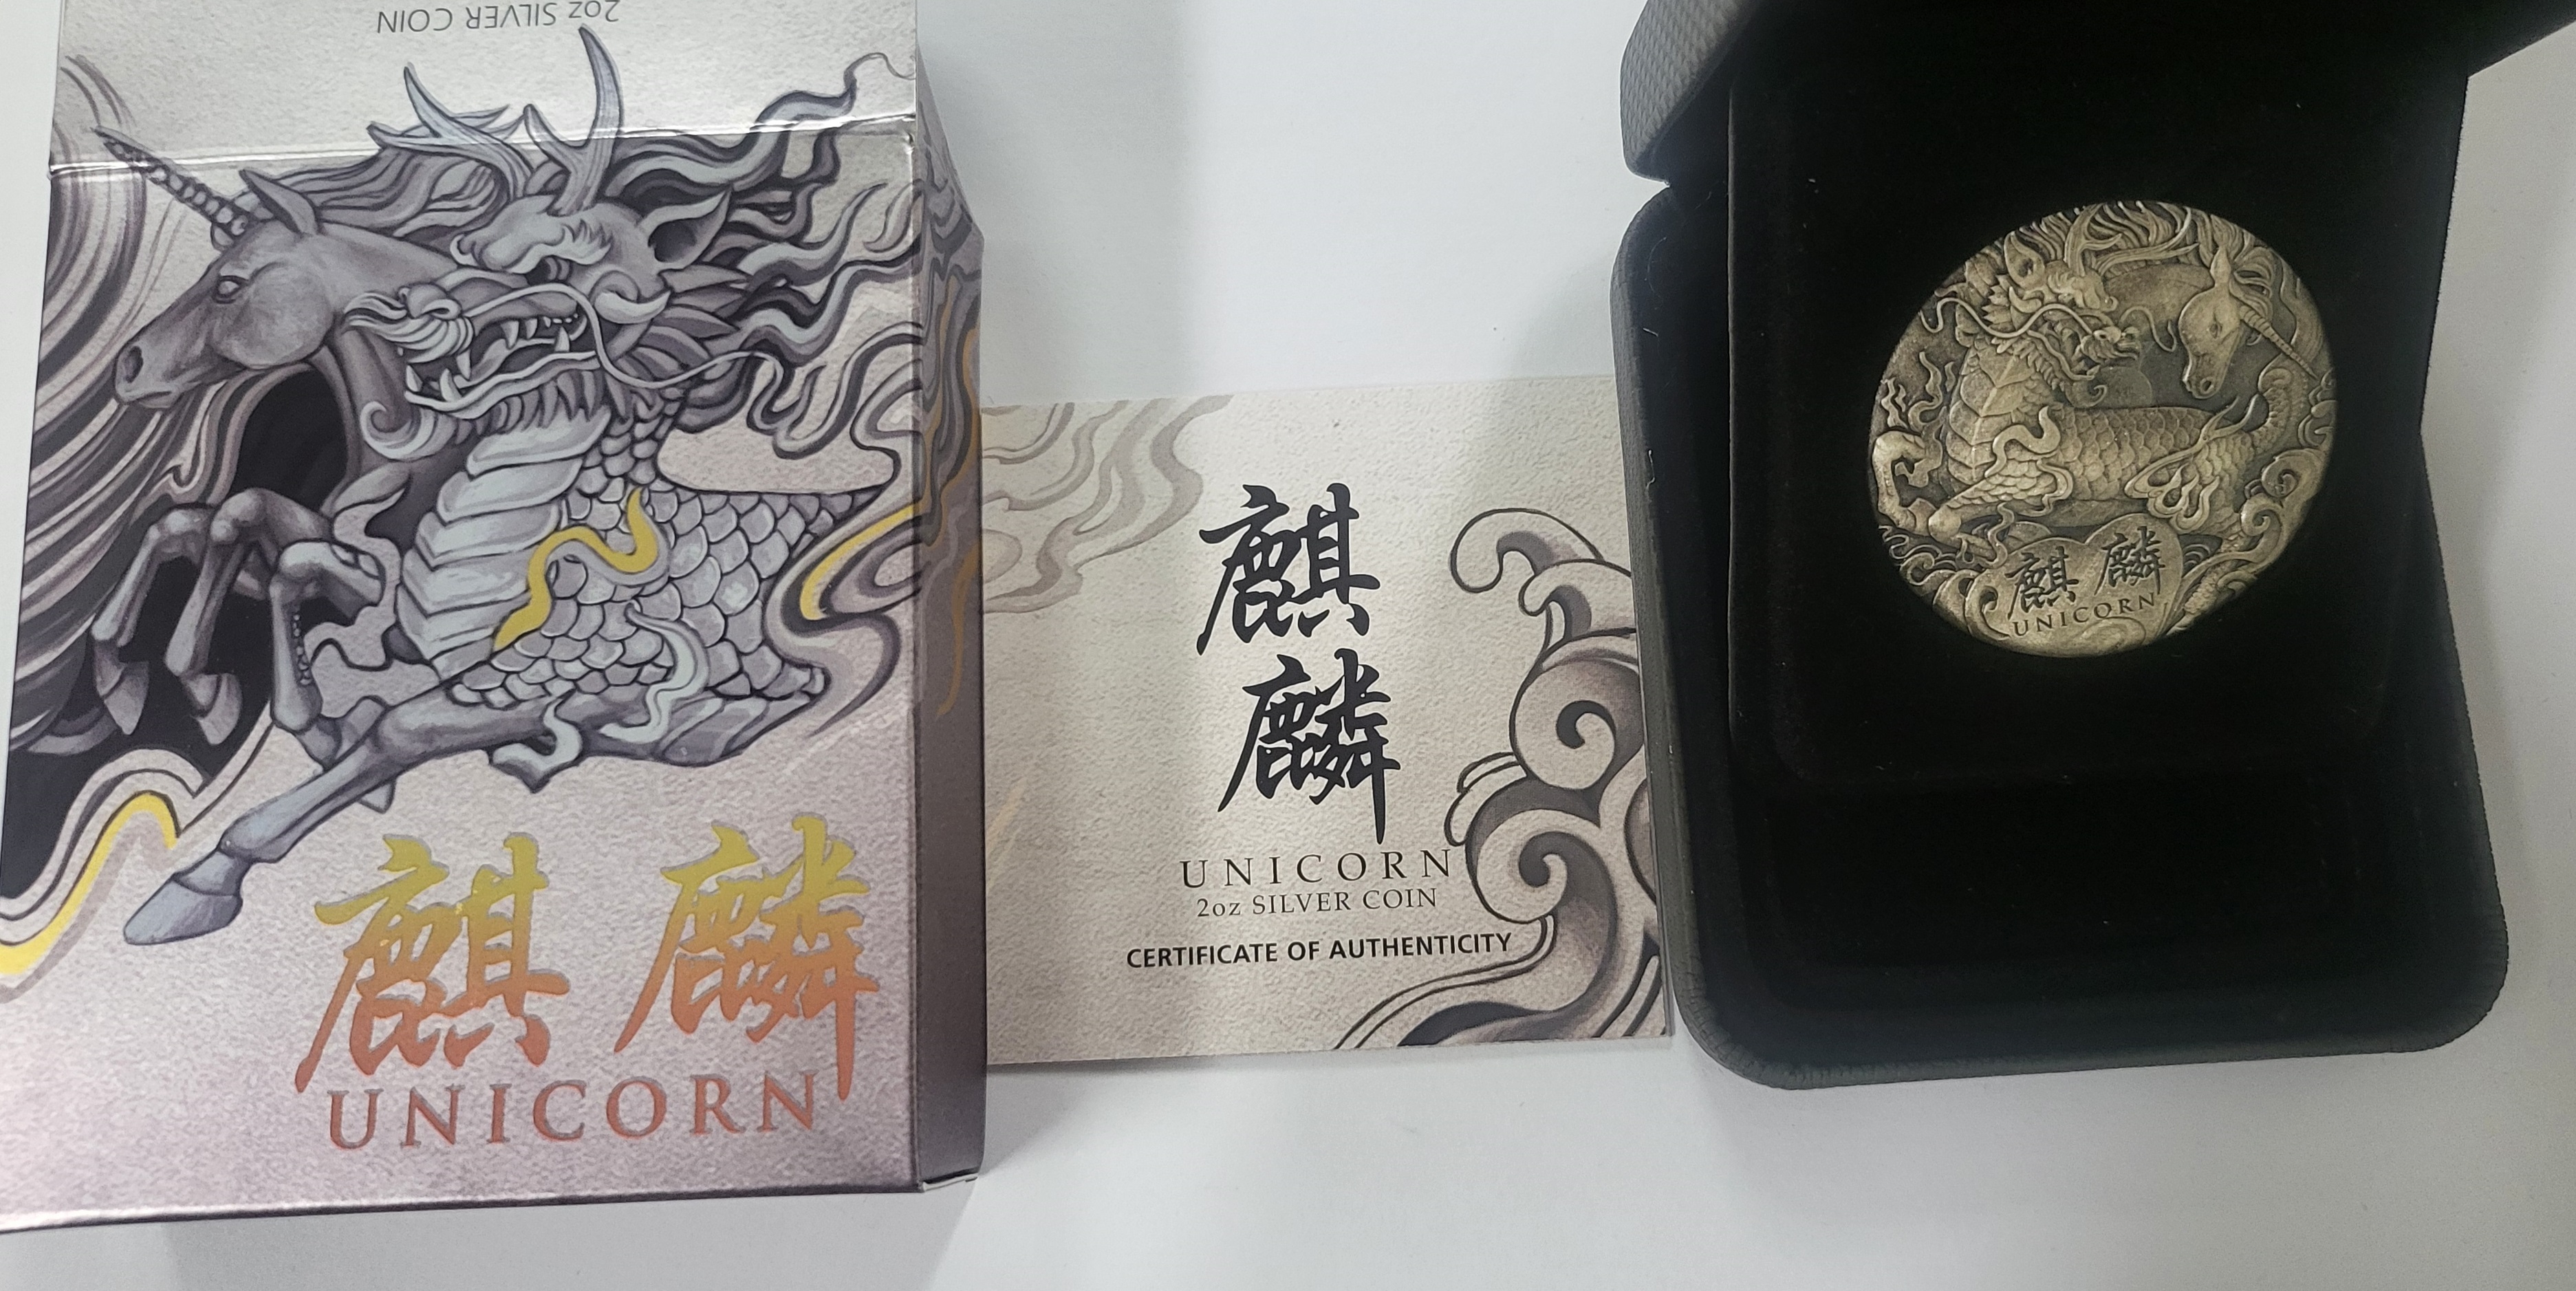 2oz SILVER COIN
麒 麟
UNICORN
麒
麟
UNICORN
2oz SILVER COIN
CERTIFICATE OF AUTHENTICITY
麒 麟
UNICORN